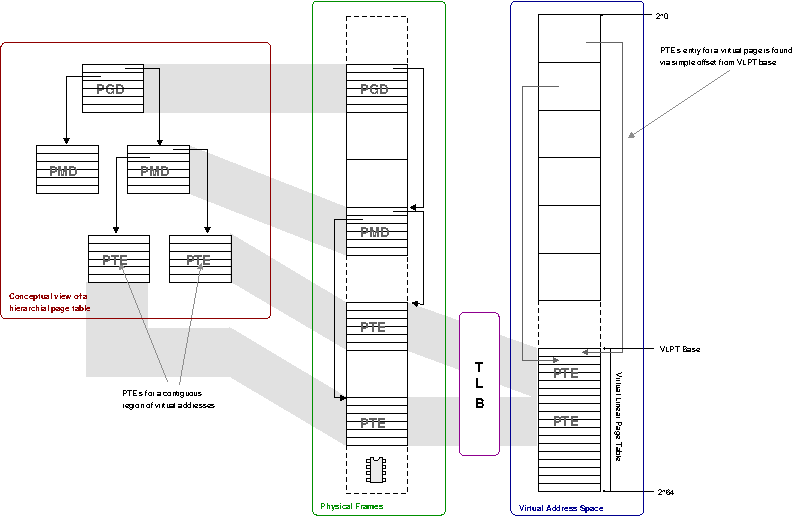 2^0
PTEs entry for a virtual page is found
via simple offset from VLPT base
PGD
PGD
PMD
PMD
PMD
PTE
PTE
Conceptual view of a
hierarchial page table
PTE
VLPT Base
T
L
B
PTE
Virtual Linear Page Table
PTEs for a contiguous
region of virtual addresses
PTE
PTE
2^64
Physical Frames
Virtual Address Space